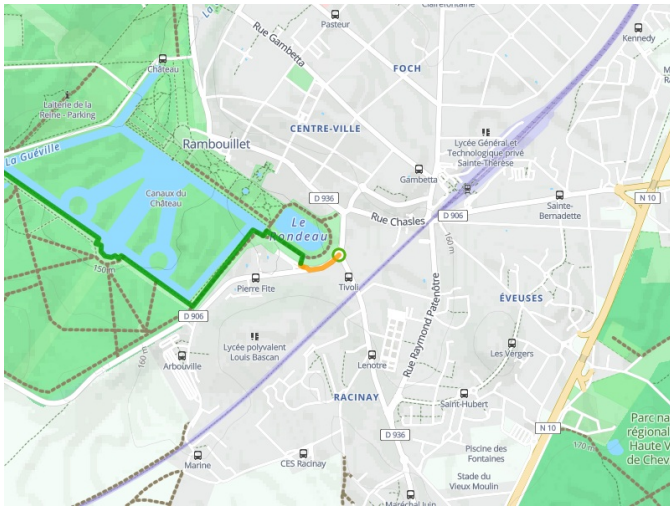 Clairefontaine
Pasteur
Rue Gambetta
Kennedy
Château
FOCH
Laiterie de la
Reine - Parking
CENTRE-VILLE
Lycée Général et
Technologique privé
Sainte-Thérèse
Rambouillet
La Guéville
Gambetta
Canaux du
Château
D 936
Rue Chasles
D 906
N 10
Sainte-
Bernadette
Le
Rondeau
160 m
150 m
Pierre Fite
Tivoli
ÉVEUSES
D 906
Rue Raymond Patenôtre
Lycée polyvalent
Louis Bascan
160 m
Arbouville
Lenotre
Les Vergers
RACINAY
Saint-Hubert
Parc na
régional
Haute V
de Chev
N 10
D 936
170 m
Marine
CES Racinay
Piscine des
Fontaines
Stade du
Vieux Moulin
Maréchal Juin